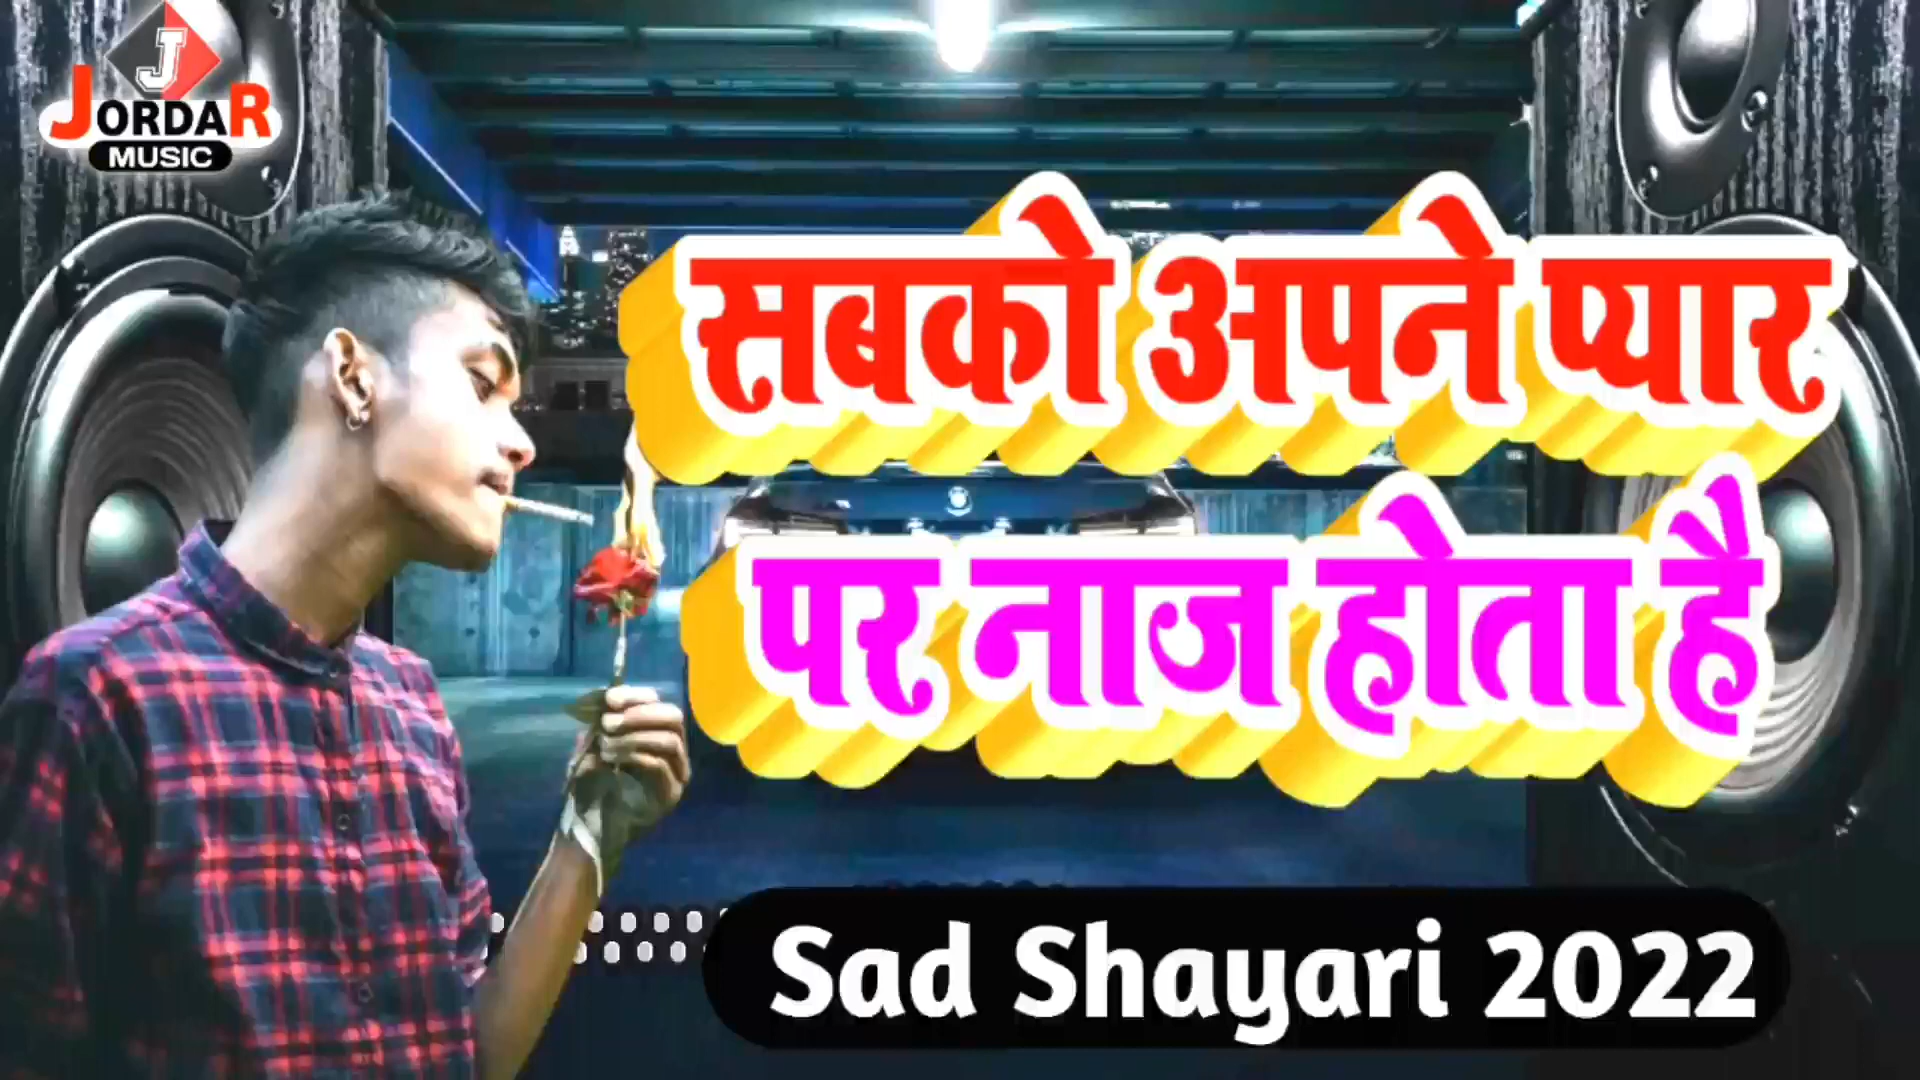 J
JORDAR
MUSIC
सबको अपने प्यार
पर नाज होता है
Sad Shayari 2022